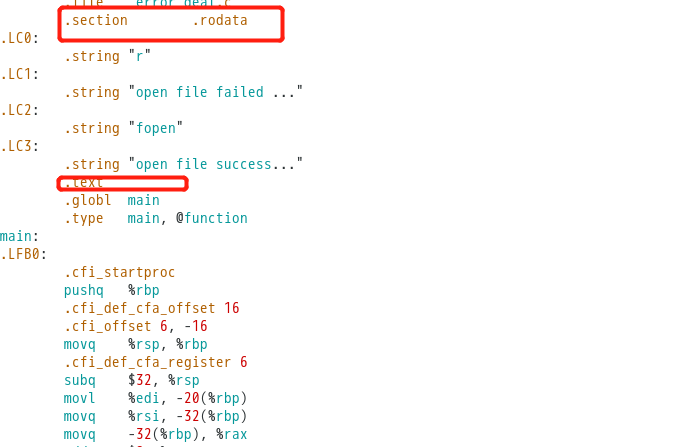 .file "error_deal.c"
.section .rodata
.LC0:
.string "r"
.LC1:
.string "open file failed ..."
.LC2:
.string "fopen"
.LC3:
.string "open file success..."
.text
.globl main
.type main, @function
main:
.LFB0:
.cfi_startproc
pushq %rbp
.cfi_def_cfa_offset 16
.cfi_offset 6, -16
movq %rsp, %rbp
.cfi_def_cfa_register 6
subq $32, %rsp
movl %edi, -20(%rbp)
movq %rsi, -32(%rbp)
movq -32(%rbp), %rax